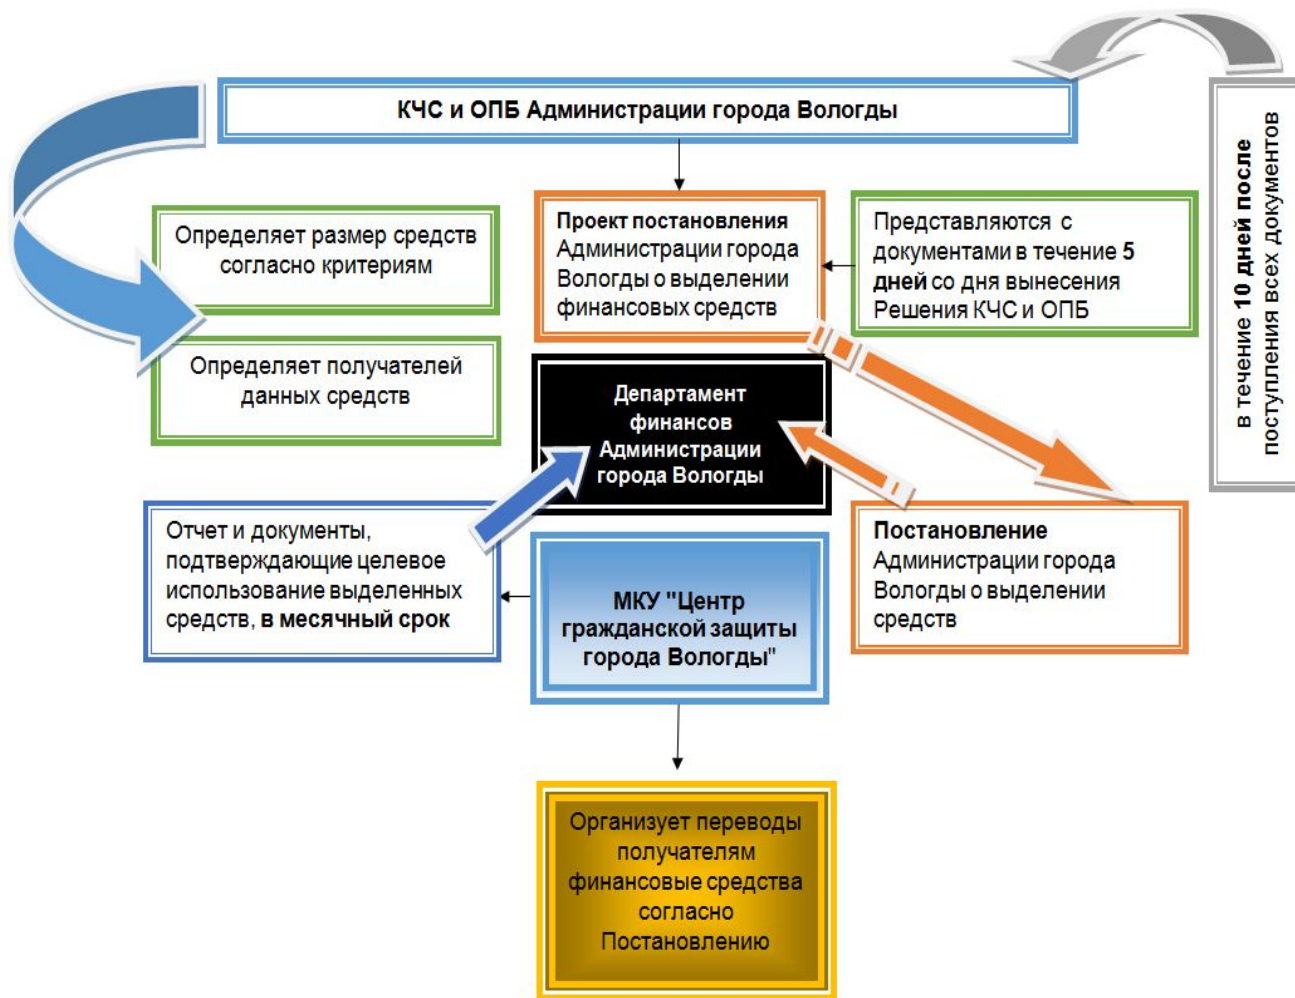 КЧС и ОПБ Администрации города Вологды
в течение 10 дней после
поступления всех документов
Определяет размер средств
согласно критериям
Проект постановления
Администрации города
Вологды о выделении
финансовых средств
Представляются с
документами в течение 5
дней со дня вынесения
Решения КЧС и ОПБ
Определяет получателей
данных средств
Департамент
финансов
Администрации
города Вологды
Отчет и документы,
подтверждающие целевое
использование выделенных
средств, в месячный срок
МКУ "Центр
гражданской защиты
города Вологды"
Постановление
Администрации города
Вологды о выделении
средств
Организует переводы
получателям
финансовые средства
согласно
Постановлению